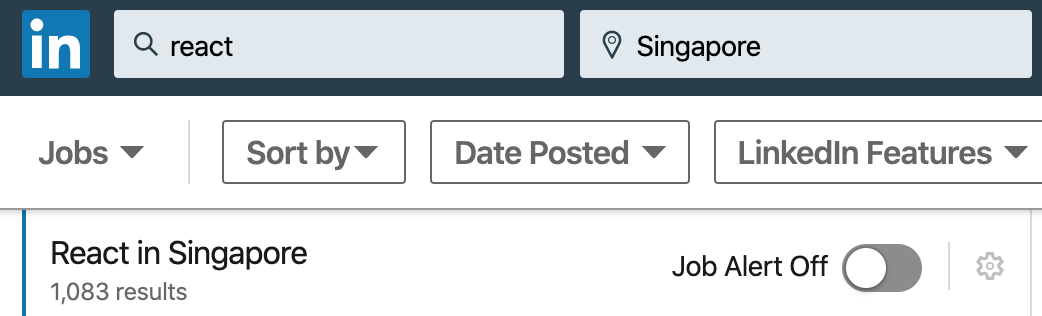 in react Singapore
Jobs Sort by Date Posted LinkedIn Features
React in Singapore
Job Alert Off
1,083 results